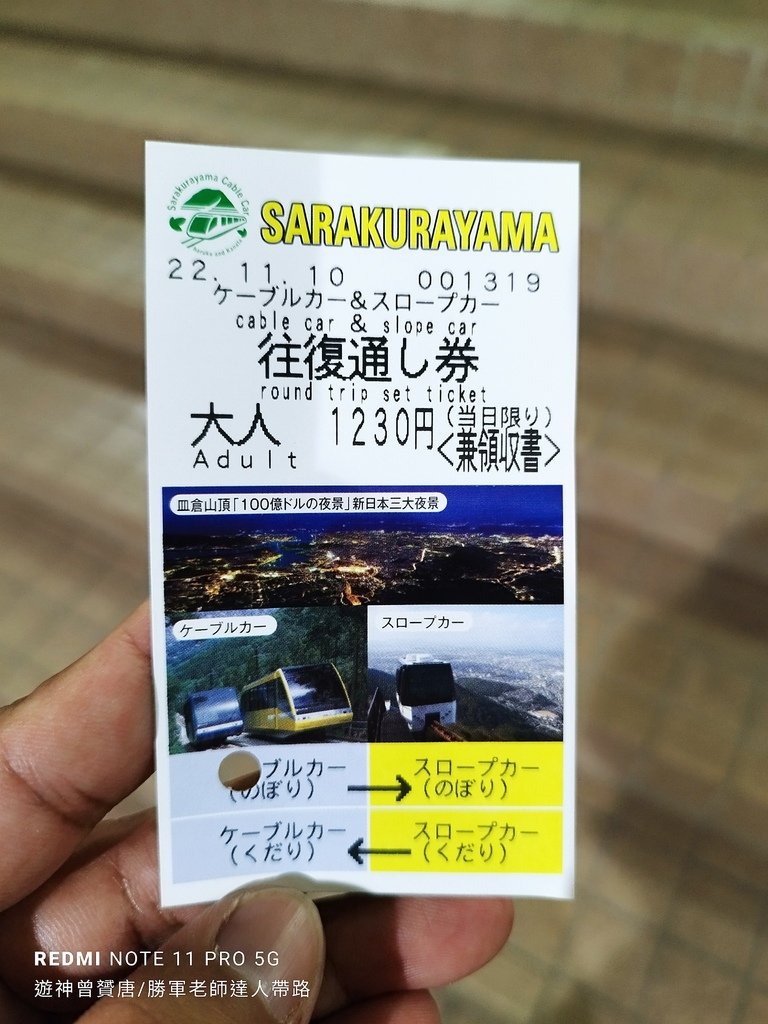 Sarakurayama Cable Car
SARAKURAYAMA
22.11.10 001319
ケーブルカー&スロープカー
cable car & slope car
往復通し券
round trip set ticket
大人 1230円(当日限り)
Adult <兼領収書>
皿倉山頂「100億ドルの夜景」新日本三大夜景
ケーブルカー スロープカー
ブルカー スロープカー
(のぼり) → (のぼり)
ケーブルカー スロープカー
(くだり) ← (くだり)
REDMI NOTE 11 PRO 5G
遊神曾贇唐/勝軍老師達人帶路